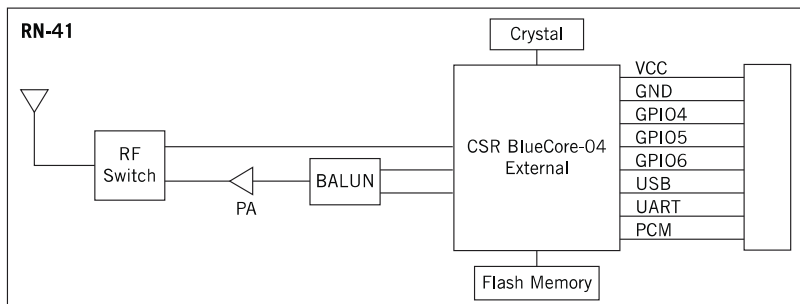 RN-41
Crystal
VCC
GND
GPIO4
GPIO5
GPIO6
USB
UART
PCM
CSR BlueCore-04
External
RF
Switch
PA
BALUN
Flash Memory